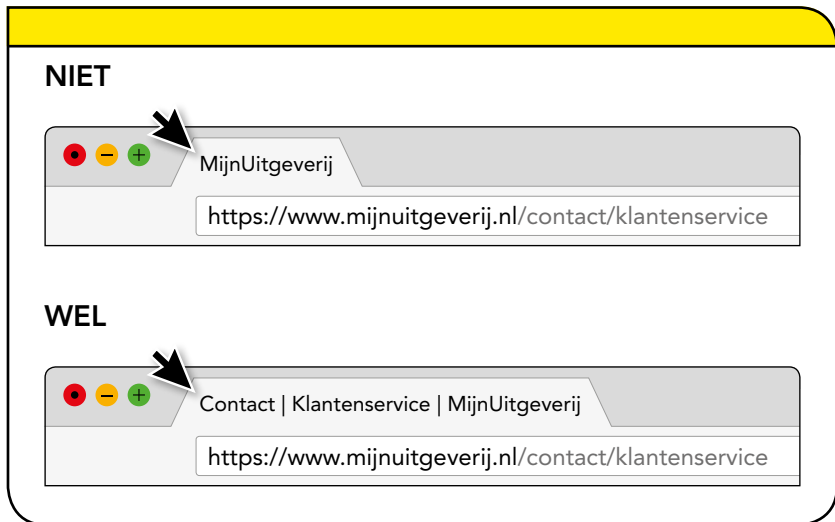 NIET
MijnUitgeverij
https://www.mijnuitgeverij.nl/contact/klantenservice
WEL
Contact | Klantenservice | MijnUitgeverij
https://www.mijnuitgeverij.nl/contact/klantenservice